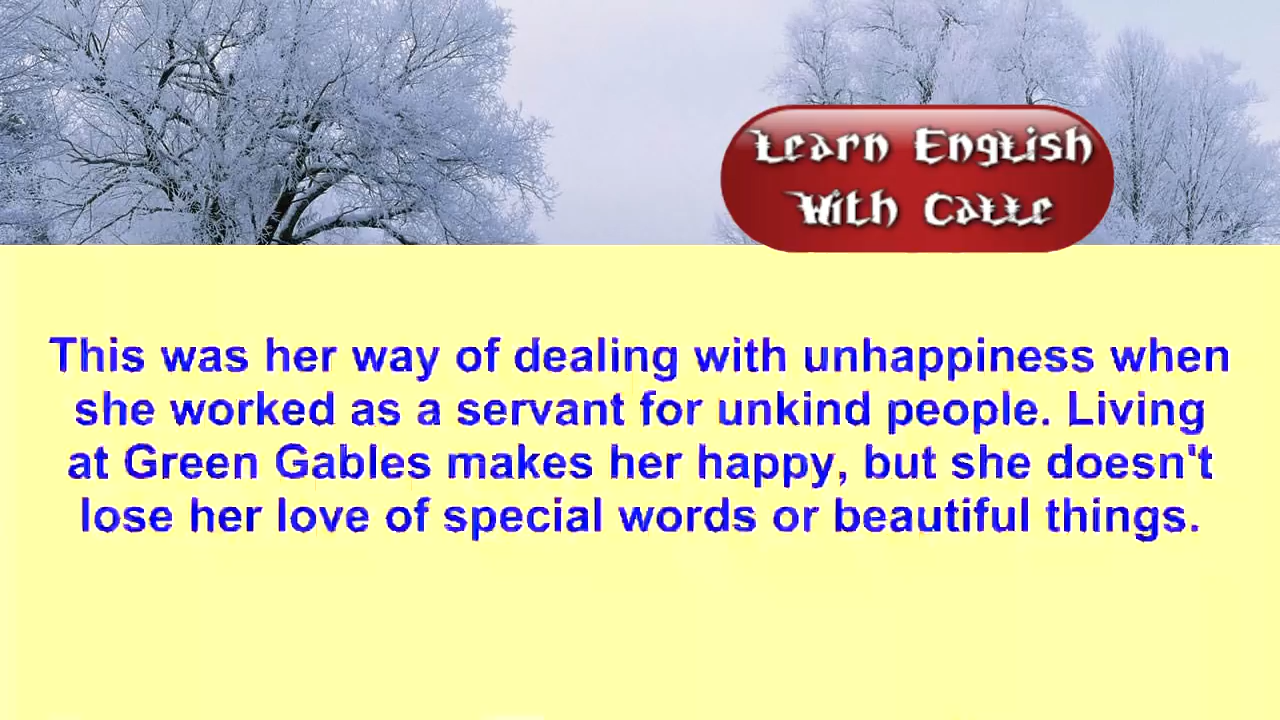 Learn English
With Catte
This was her way of dealing with unhappiness when
she worked as a servant for unkind people. Living
at Green Gables makes her happy, but she doesn't
lose her love of special words or beautiful things.